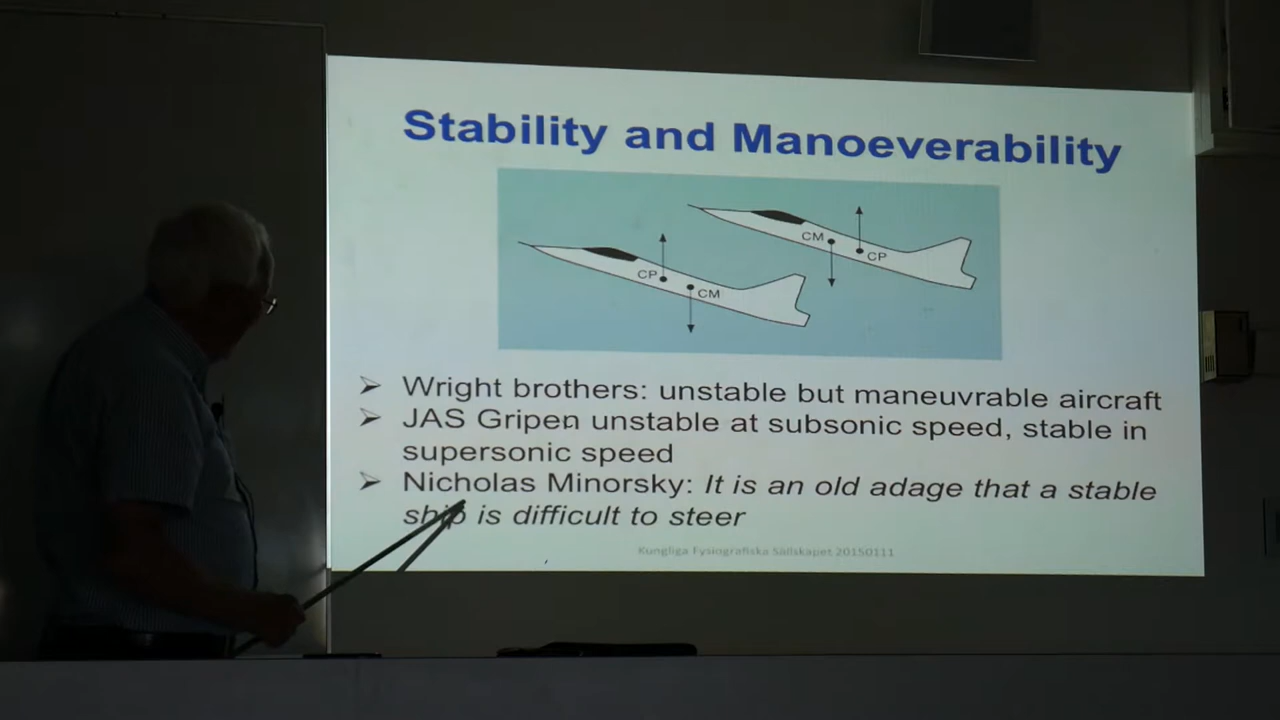 Stability and Manoeverability
CM
CP
CP
CM
Wright brothers: unstable but maneuvrable aircraft
JAS Gripen unstable at subsonic speed, stable in
supersonic speed
Nicholas Minorsky: It is an old adage that a stable
ship is difficult to steer
Kungliga Fysiografiska Sällskapet 20150111